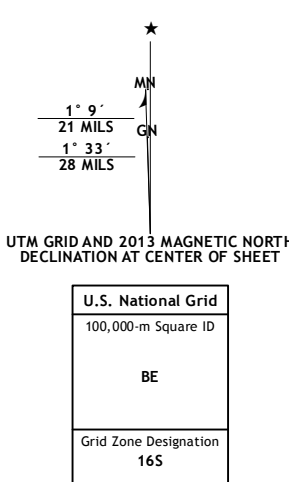 ★
MN
1° 9´
21 MILS
GN
1° 33´
28 MILS
UTM GRID AND 2013 MAGNETIC NORTH
DECLINATION AT CENTER OF SHEET
U.S. National Grid
100,000-m Square ID
BE
Grid Zone Designation
16S